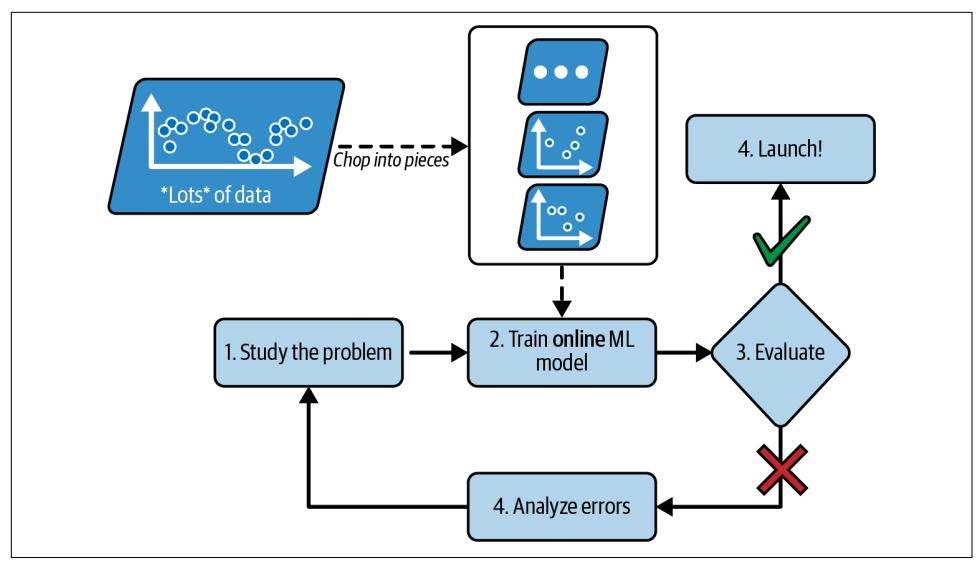 *Lots* of data
Chop into pieces
4. Launch!
1. Study the problem
2. Train online ML
model
3. Evaluate
4. Analyze errors